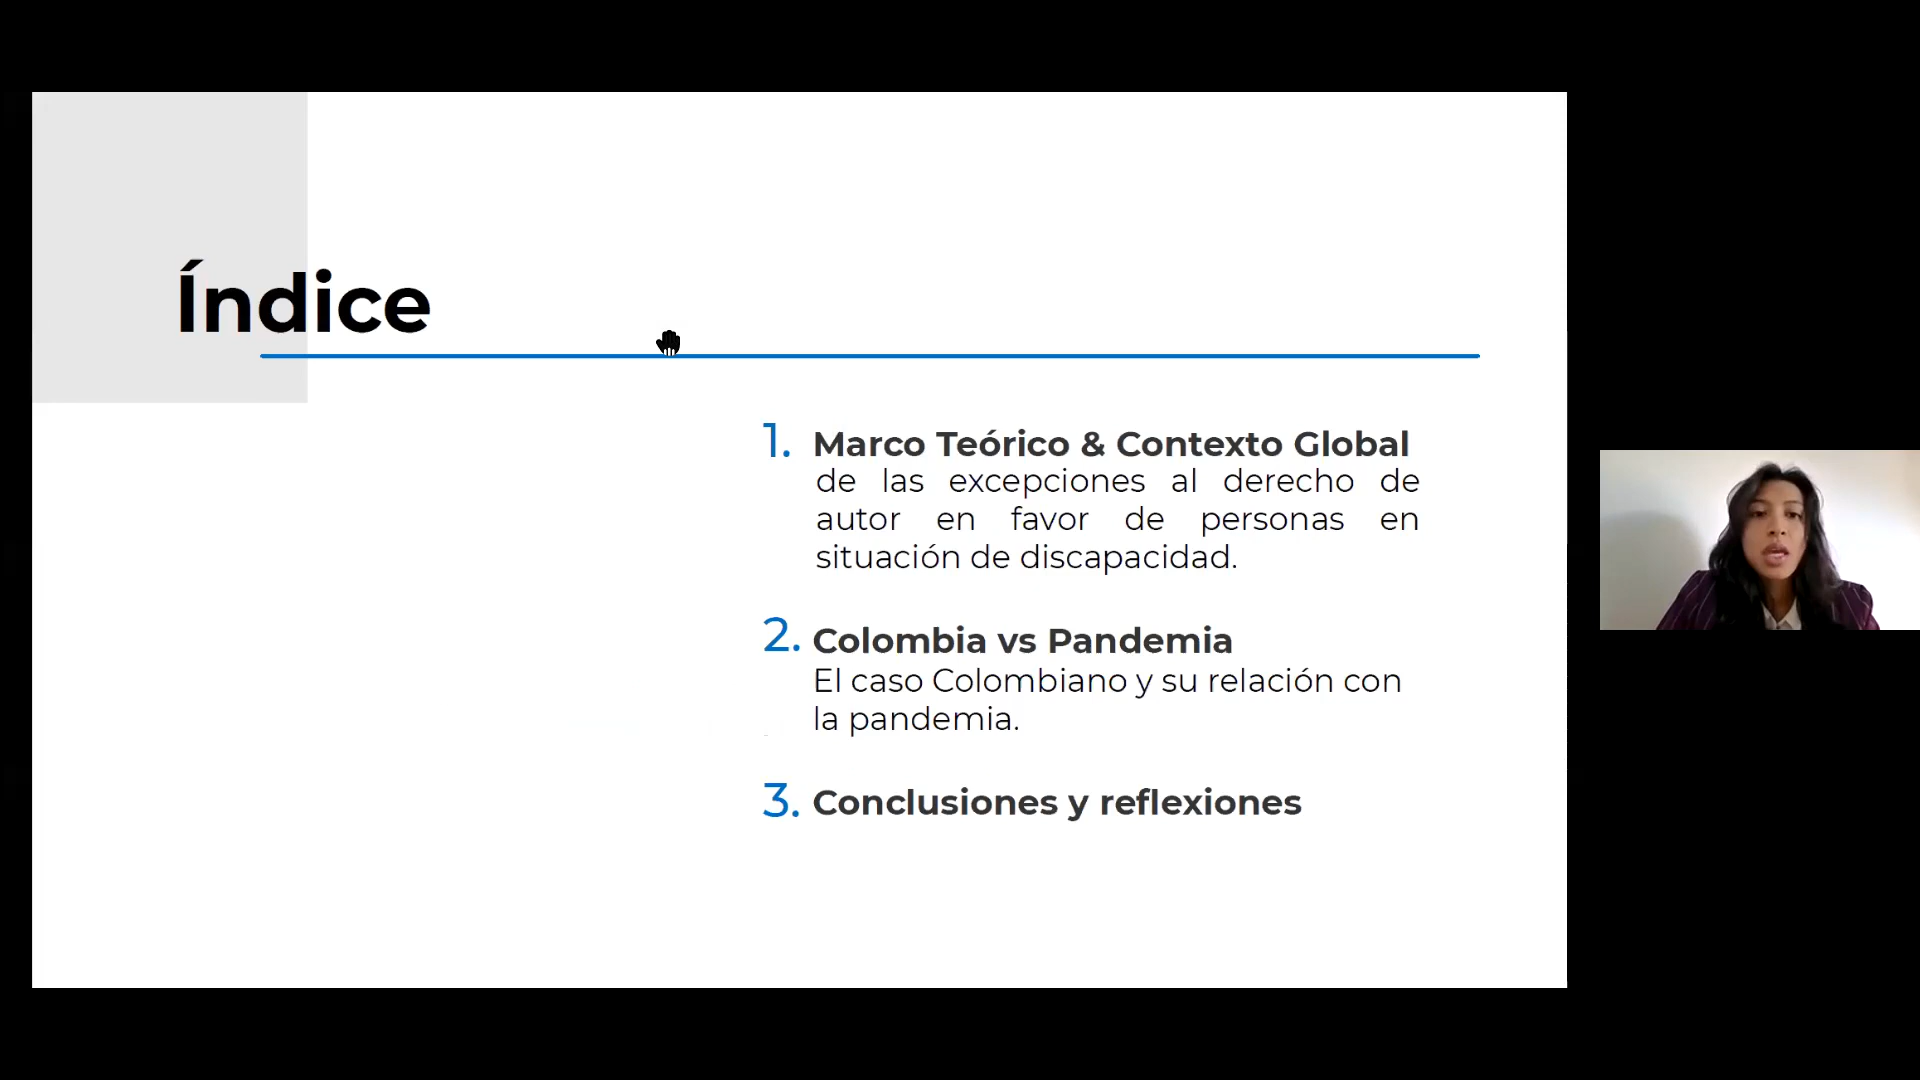 Índice
1. Marco Teórico & Contexto Global
de las excepciones al derecho de
autor en favor de personas en
situación de discapacidad.
2. Colombia vs Pandemia
El caso Colombiano y su relación con
la pandemia.
3. Conclusiones y reflexiones